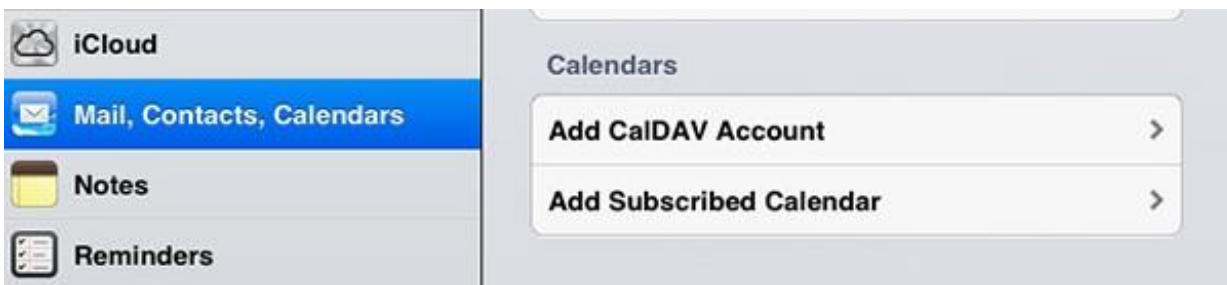 iCloud
Mail, Contacts, Calendars
Notes
Reminders
Calendars
Add CalDAV Account
Add Subscribed Calendar